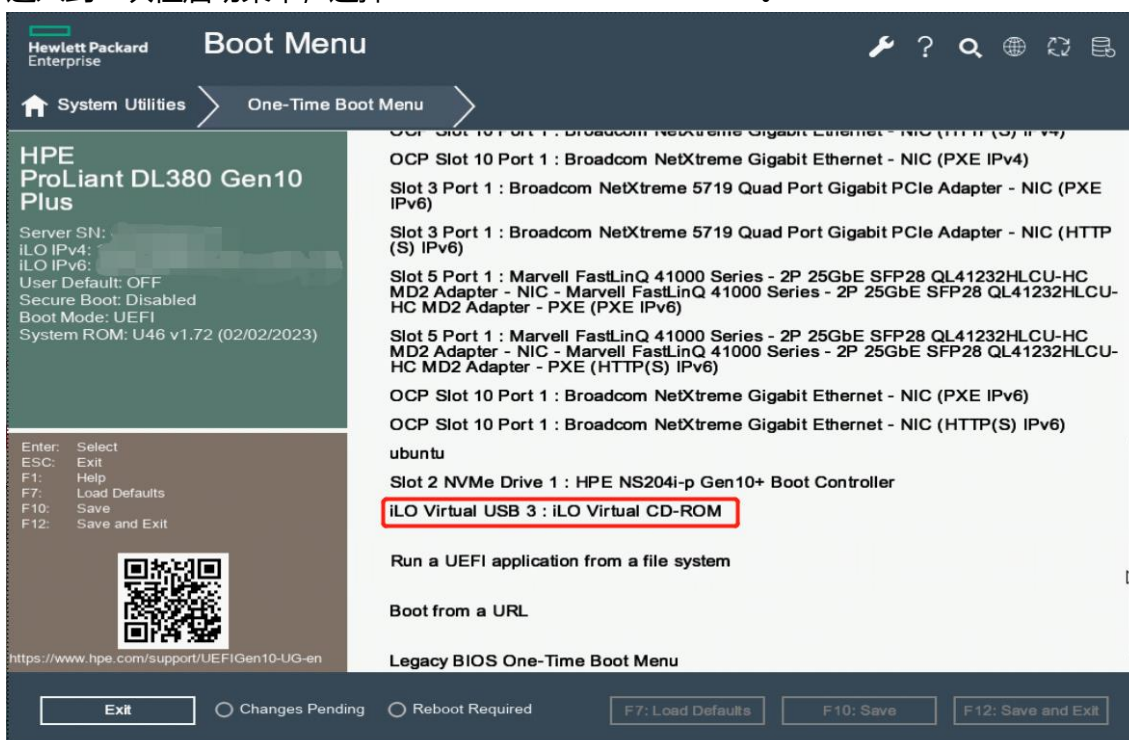 Hewlett Packard
Enterprise
Boot Menu
System Utilities
One-Time Boot Menu
HPE
ProLiant DL380 Gen10
Plus
Server SN:
iLO IPv4:
iLO IPv6:
User Default: OFF
Secure Boot: Disabled
Boot Mode: UEFI
System ROM: U46 v1.72 (02/02/2023)
Enter: Select
ESC: Exit
F1: Help
F7: Load Defaults
F10: Save
F12: Save and Exit
https://www.hpe.com/support/UEFIGen10-UG-en
OCP Slot 10 Port 1 : Broadcom NetXtreme Gigabit Ethernet - NIC (HTTP(S) IPv4)
OCP Slot 10 Port 1 : Broadcom NetXtreme Gigabit Ethernet - NIC (PXE IPv4)
Slot 3 Port 1 : Broadcom NetXtreme 5719 Quad Port Gigabit PCIe Adapter - NIC (PXE
IPv6)
Slot 3 Port 1 : Broadcom NetXtreme 5719 Quad Port Gigabit PCIe Adapter - NIC (HTTP
(S) IPv6)
Slot 5 Port 1 : Marvell FastLinQ 41000 Series - 2P 25GbE SFP28 QL41232HLCU-HC
MD2 Adapter - NIC - Marvell FastLinQ 41000 Series - 2P 25GbE SFP28 QL41232HLCU-
HC MD2 Adapter - PXE (PXE IPv6)
Slot 5 Port 1 : Marvell FastLinQ 41000 Series - 2P 25GbE SFP28 QL41232HLCU-HC
MD2 Adapter - NIC - Marvell FastLinQ 41000 Series - 2P 25GbE SFP28 QL41232HLCU-
HC MD2 Adapter - PXE (HTTP(S) IPv6)
OCP Slot 10 Port 1 : Broadcom NetXtreme Gigabit Ethernet - NIC (PXE IPv6)
OCP Slot 10 Port 1 : Broadcom NetXtreme Gigabit Ethernet - NIC (HTTP(S) IPv6)
ubuntu
Slot 2 NVMe Drive 1 : HPE NS204i-p Gen10+ Boot Controller
iLO Virtual USB 3 : iLO Virtual CD-ROM
Run a UEFI application from a file system
Boot from a URL
Legacy BIOS One-Time Boot Menu
Exit
Changes Pending
Reboot Required
F7: Load Defaults
F10: Save
F12: Save and Exit